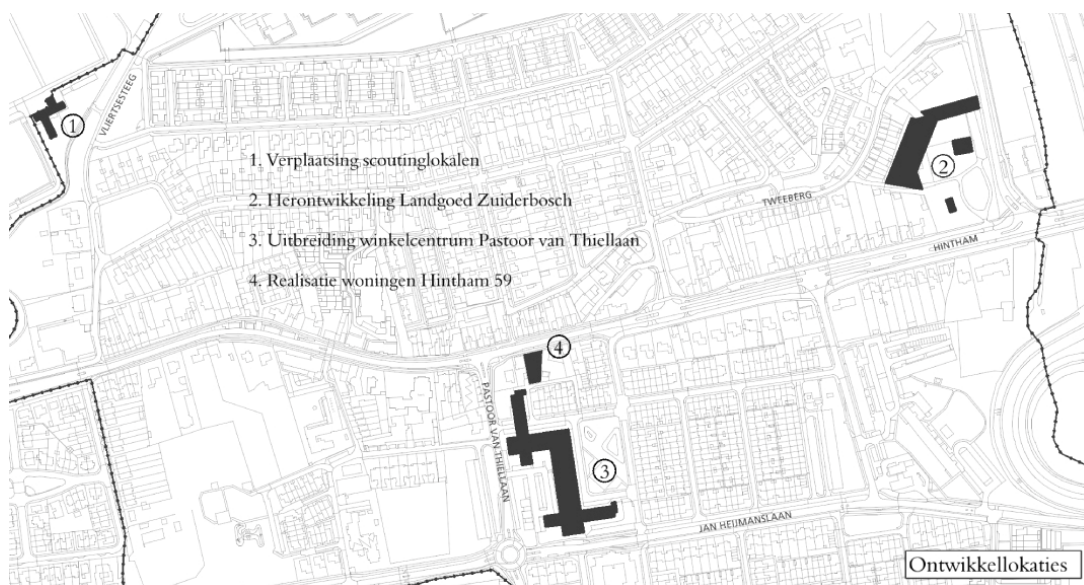 VLIERTSESTEEG
1
1. Verplaatsing scoutinglokalen
2. Herontwikkeling Landgoed Zuiderbosch
3. Uitbreiding winkelcentrum Pastoor van Thiellaan
4. Realisatie woningen Hintham 59
2
TWEEBERG
HINTHAM
4
PASTOOR VAN THIELLAAN
3
JAN HEIJMANSLAAN
Ontwikkellokaties